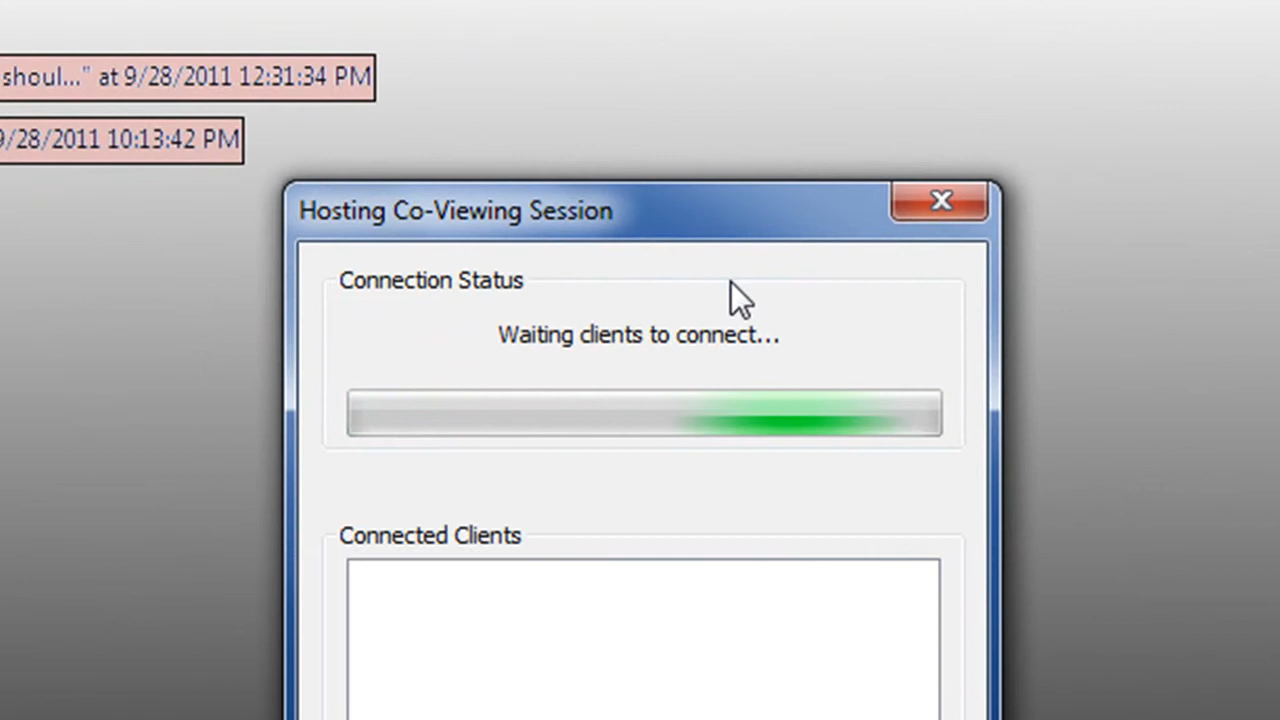 shoul..." at 9/28/2011 12:31:34 PM
9/28/2011 10:13:42 PM
Hosting Co-Viewing Session
Connection Status
Waiting clients to connect...
Connected Clients